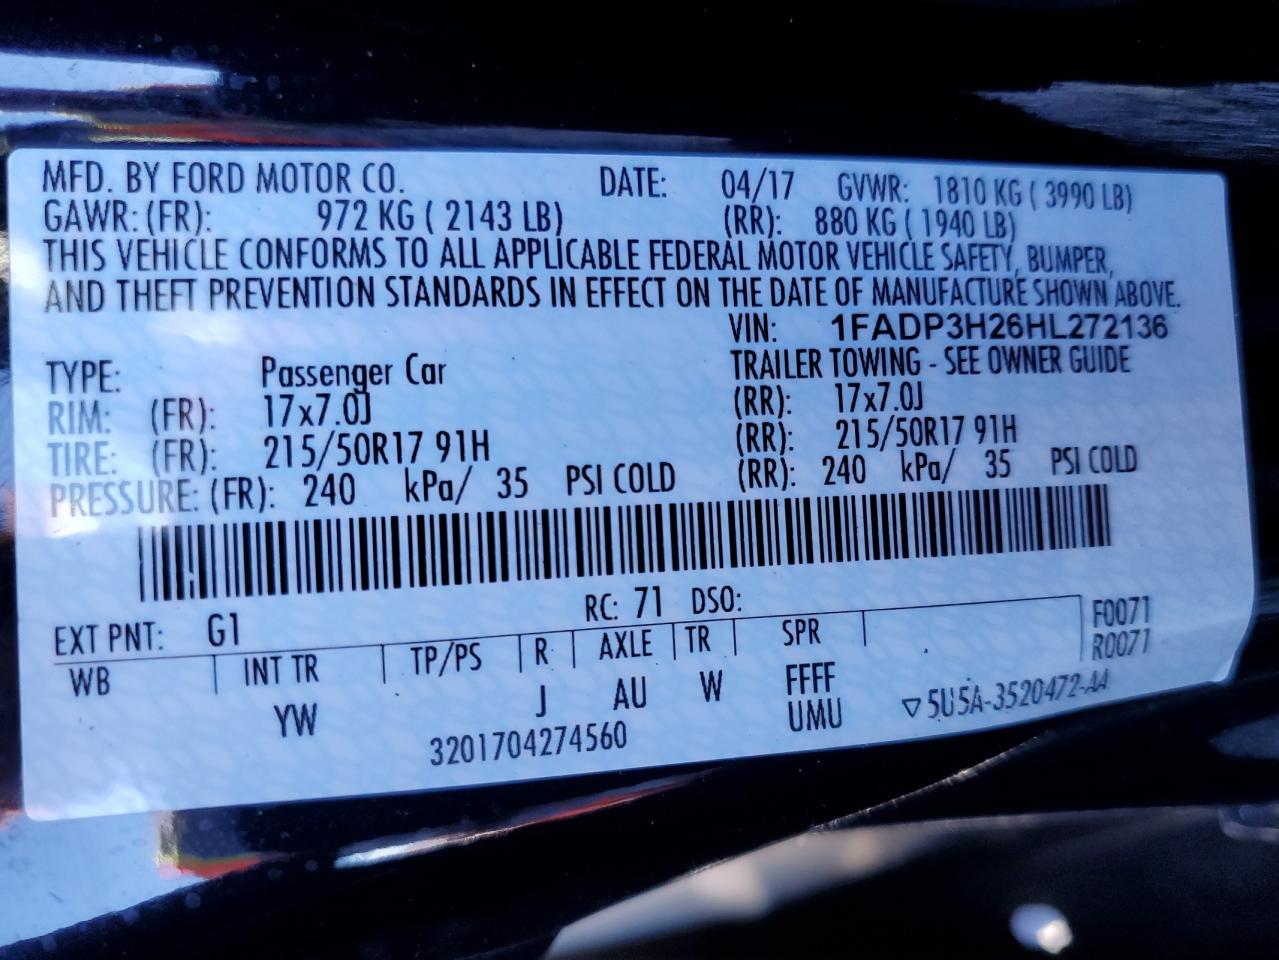 MFD. BY FORD MOTOR CO. DATE: 04/17 GVWR: 1810 KG ( 3990 LB)
GAWR: (FR): 972 KG ( 2143 LB) (RR): 880 KG ( 1940 LB)
THIS VEHICLE CONFORMS TO ALL APPLICABLE FEDERAL MOTOR VEHICLE SAFETY, BUMPER,
AND THEFT PREVENTION STANDARDS IN EFFECT ON THE DATE OF MANUFACTURE SHOWN ABOVE.
VIN: 1FADP3H26HL272136
TYPE: Passenger Car TRAILER TOWING - SEE OWNER GUIDE
RIM: (FR): 17x7.0J (RR): 17x7.0J
TIRE: (FR): 215/50R17 91H (RR): 215/50R17 91H
PRESSURE: (FR): 240 kPa/ 35 PSI COLD (RR): 240 kPa/ 35 PSI COLD
EXT PNT: G1 RC: 71 DSO: F0071
WB INT TR TP/PS R AXLE TR SPR R0071
YW J AU W FFFF
UMU ▽5U5A-3520472-AA
3201704274560